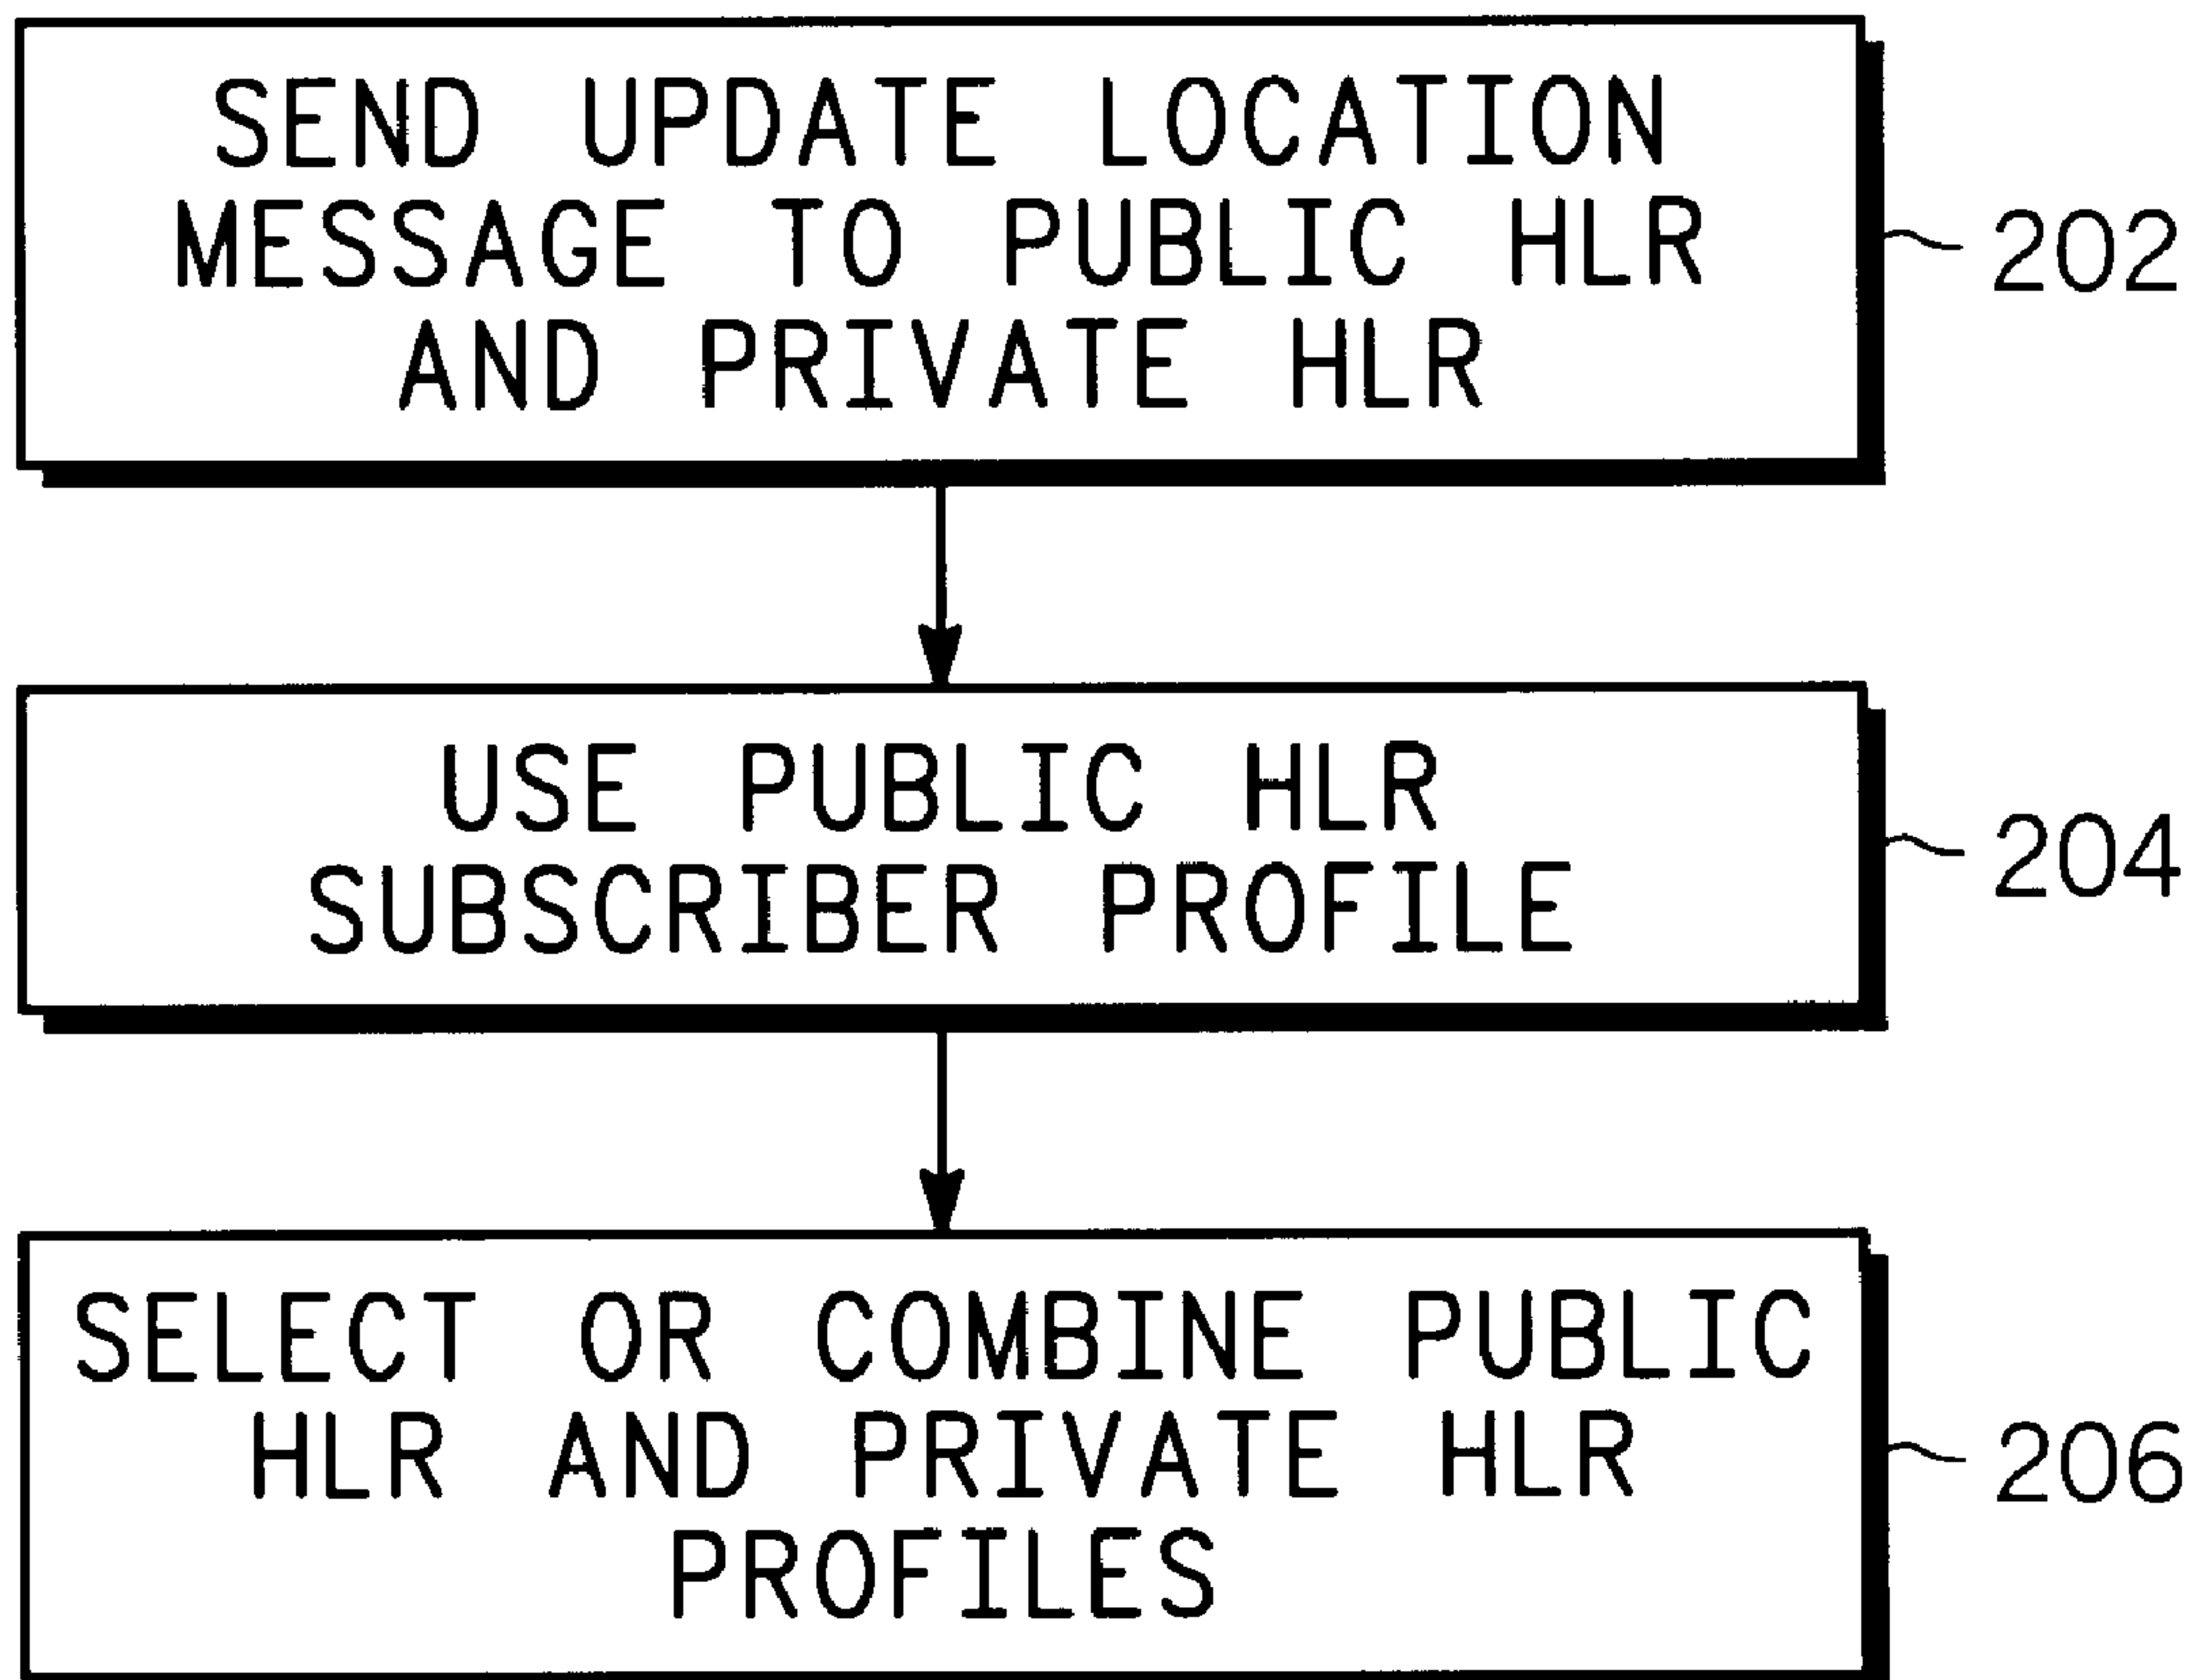 SEND UPDATE LOCATION
MESSAGE TO PUBLIC HLR
AND PRIVATE HLR
202
USE PUBLIC HLR
SUBSCRIBER PROFILE
204
SELECT OR COMBINE PUBLIC
HLR AND PRIVATE HLR
PROFILES
206